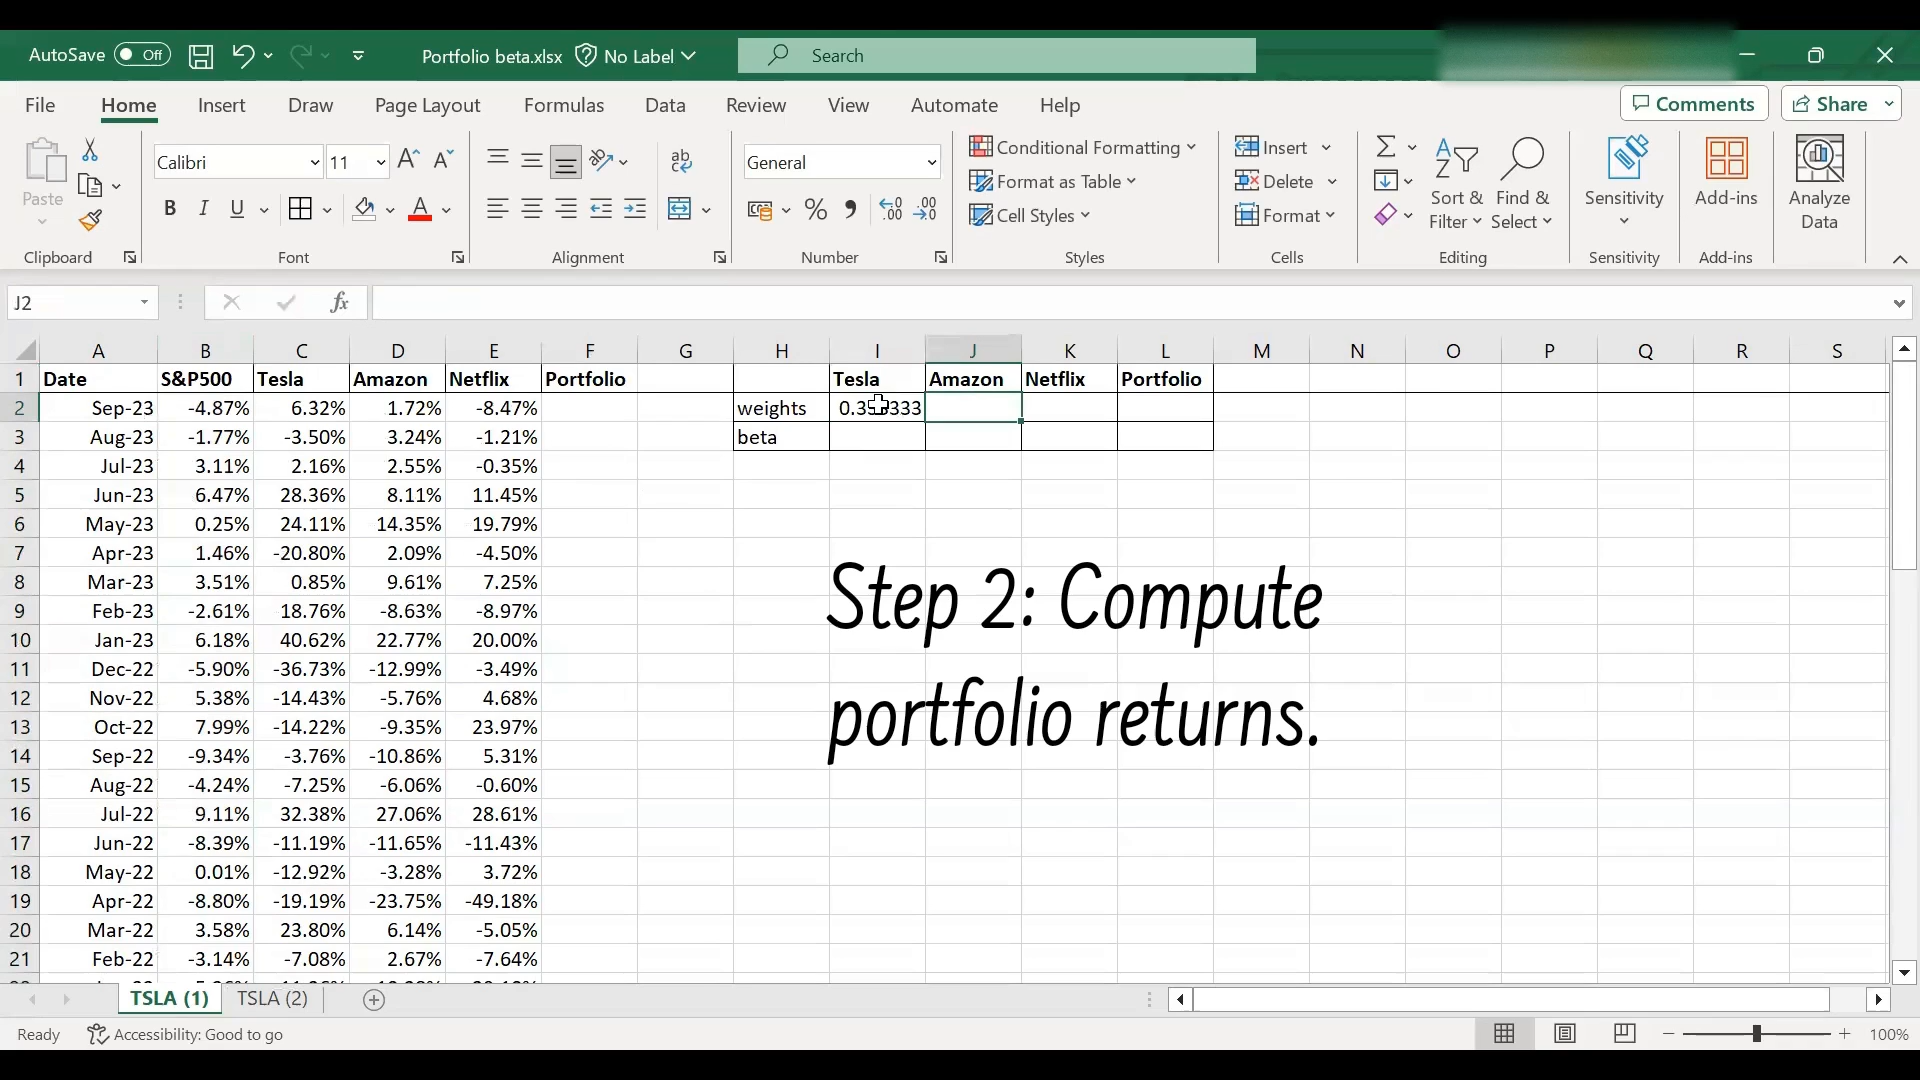 AutoSave Off Portfolio beta.xlsx No Label Search
File Home Insert Draw Page Layout Formulas Data Review View Automate Help Comments Share
Paste Calibri 11 General Conditional Formatting Insert Sort & Find & Sensitivity Add-ins Analyze
Format as Table Delete Filter Select Data
B I U Cell Styles Format
Clipboard Font Alignment Number Styles Cells Editing Sensitivity Add-ins
J2 fx
A B C D E F G H I J K L M N O P Q R S
1 Date S&P500 Tesla Amazon Netflix Portfolio Tesla Amazon Netflix Portfolio
2 Sep-23 -4.87% 6.32% 1.72% -8.47% weights
3 Aug-23 -1.77% -3.50% 3.24% -1.21% beta
4 Jul-23 3.11% 2.16% 2.55% -0.35%
5 Jun-23 6.47% 28.36% 8.11% 11.45%
6 May-23 0.25% 24.11% 14.35% 19.79%
7 Apr-23 1.46% -20.80% 2.09% -4.50%
8 Mar-23 3.51% 0.85% 9.61% 7.25%
9 Feb-23 -2.61% 18.76% -8.63% -8.97%
10 Jan-23 6.18% 40.62% 22.77% 20.00%
11 Dec-22 -5.90% -36.73% -12.99% -3.49%
12 Nov-22 5.38% -14.43% -5.76% 4.68%
13 Oct-22 7.99% -14.22% -9.35% 23.97%
14 Sep-22 -9.34% -3.76% -10.86% 5.31%
15 Aug-22 -4.24% -7.25% -6.06% -0.60%
16 Jul-22 9.11% 32.38% 27.06% 28.61%
17 Jun-22 -8.39% -11.19% -11.65% -11.43%
18 May-22 0.01% -12.92% -3.28% 3.72%
19 Apr-22 -8.80% -19.19% -23.75% -49.18%
20 Mar-22 3.58% 23.80% 6.14% -5.05%
21 Feb-22 -3.14% -7.08% 2.67% -7.64%
Step 2: Compute
portfolio returns.
TSLA (1) TSLA (2)
Ready Accessibility: Good to go 100%